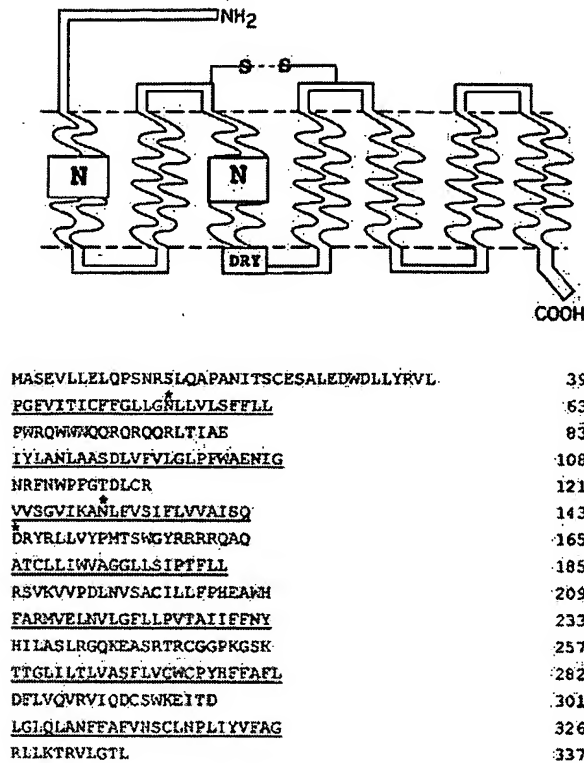 NH2
S S
N N
DRY
COOH
MASEVLLELQPSNRSLQAPANITSCESALEDWDLLYRVL 39
*
PGFVITICFFGLLGNLLVLSFFLL 63
PWRQWWWQQRQRQQRLTIAE 83
IYLANLAASDLVFVLGLPFWAENIG 108
NRFNWPFGTDLCR 121
*
VVSGVIKANLFVSIFLVVAISQ 143
*
DRYRLLVYPMTSWGYRRRRQAQ 165
ATCLLIWVAGGLLSIPTFLL 185
RSVKVVPDLNVSACILLFPHEAWH 209
FARMVELNVLGFLLPVTAIIFFNY 233
HILASLRGQKEASRTRCGGPKGSK 257
TTGLILTLVASFLVCWCPYHFFAFL 282
DFLVQVRVIQDCSWKEITD 301
LGLQLANFFAFVNSCLNPLIYVFAG 326
RLLKTRVLGTL 337